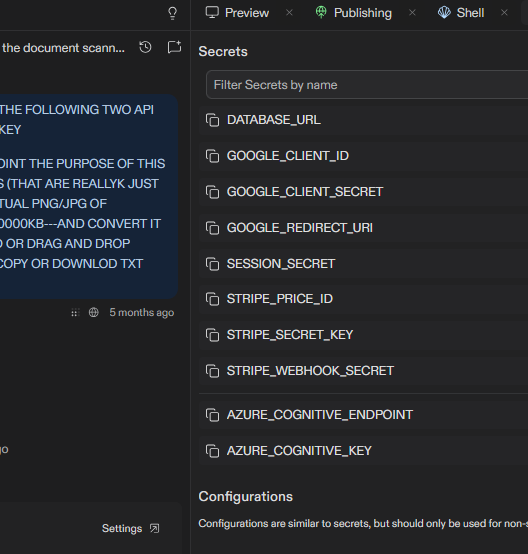 Preview
Publishing
Shell
the document scann...
Secrets
Filter Secrets by name
THE FOLLOWING TWO API
KEY
OINT THE PURPOSE OF THIS
S (THAT ARE REALLYK JUST
TUAL PNG/JPG OF
0000KB---AND CONVERT IT
D OR DRAG AND DROP
COPY OR DOWNLOD TXT
5 months ago
go
Settings
DATABASE_URL
GOOGLE_CLIENT_ID
GOOGLE_CLIENT_SECRET
GOOGLE_REDIRECT_URI
SESSION_SECRET
STRIPE_PRICE_ID
STRIPE_SECRET_KEY
STRIPE_WEBHOOK_SECRET
AZURE_COGNITIVE_ENDPOINT
AZURE_COGNITIVE_KEY
Configurations
Configurations are similar to secrets, but should only be used for non-s